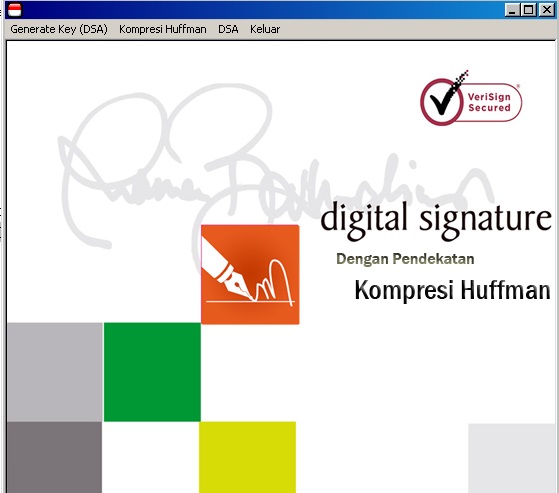 Generate Key (DSA) Kompresi Huffman DSA Keluar
VeriSign
Secured
digital signature
Dengan Pendekatan
Kompresi Huffman